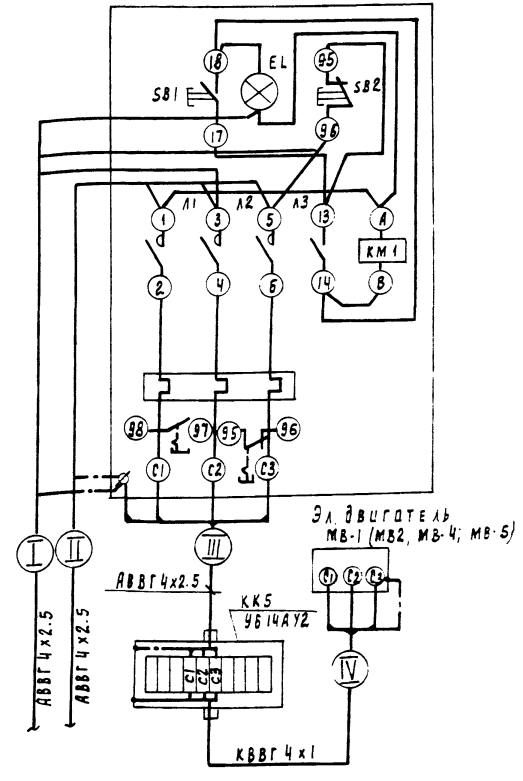 18
EL
95
SB1
SB2
17
96
Л1
Л2
Л3
1
3
5
13
A
KM1
2
4
6
14
B
98
97
95
96
C1
C2
C3
Эл. двигатель
МВ-1 (МВ2, МВ-4; МВ-5)
I
II
III
C1
C2
C3
АВВГ 4х2.5
КК5
УБ14АУ2
АВВГ 4х2.5
АВВГ 4х2.5
C1
C2
C3
IV
КВВГ 4х1